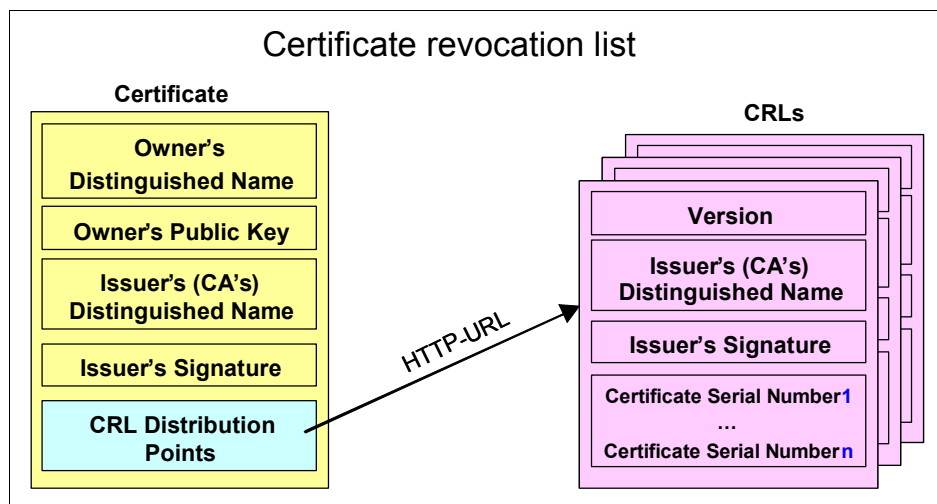 Certificate revocation list
Certificate
Owner's
Distinguished Name
Owner's Public Key
Issuer's (CA's)
Distinguished Name
Issuer's Signature
CRL Distribution
Points
HTTP-URL
CRLs
Version
Issuer's (CA's)
Distinguished Name
Issuer's Signature
Certificate Serial Number1
...
Certificate Serial Numbern